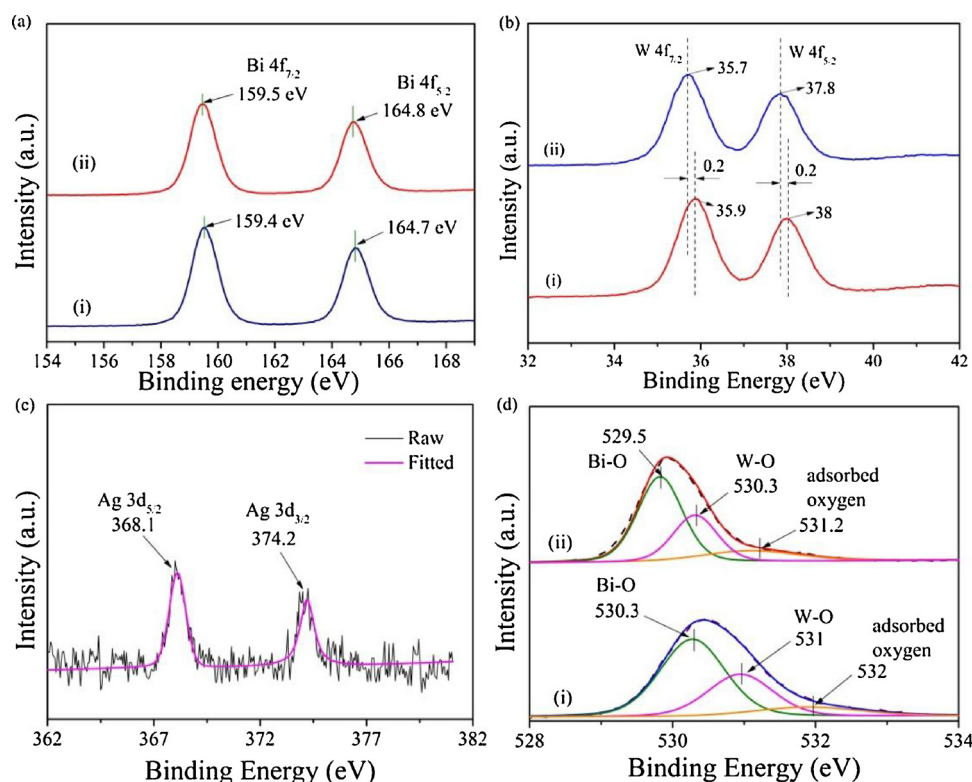 (a)
Bi 4f7-2
159.5 eV
Bi 4f5-2
164.8 eV
(ii)
159.4 eV
164.7 eV
(i)
Intensity (a.u.)
154 156 158 160 162 164 166 168
Binding energy (eV)
(b)
W 4f7-2
W 4f5-2
35.7
37.8
(ii)
0.2
0.2
35.9
38
(i)
Intensity (a.u.)
32 34 36 38 40 42
Binding Energy (eV)
(c)
Raw
Fitted
Ag 3d5/2
368.1
Ag 3d3/2
374.2
Intensity (a.u.)
362 367 372 377 382
Binding Energy (eV)
(d)
529.5
Bi-O
W-O
530.3
adsorbed
oxygen
531.2
(ii)
Bi-O
530.3
W-O
531
adsorbed
oxygen
532
(i)
Intensity (a.u.)
528 530 532 534
Binding Energy (eV)